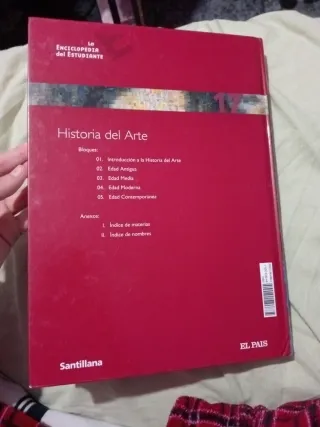 LA
ENCICLOPEDIA
del ESTUDIANTE
Historia del Arte
Bloques:
01. Introducción a la Historia del Arte
02. Edad Antigua
03. Edad Media
04. Edad Moderna
05. Edad Contemporánea
Anexos:
I. Índice de materias
II. Índice de nombres
Santillana
EL PAIS